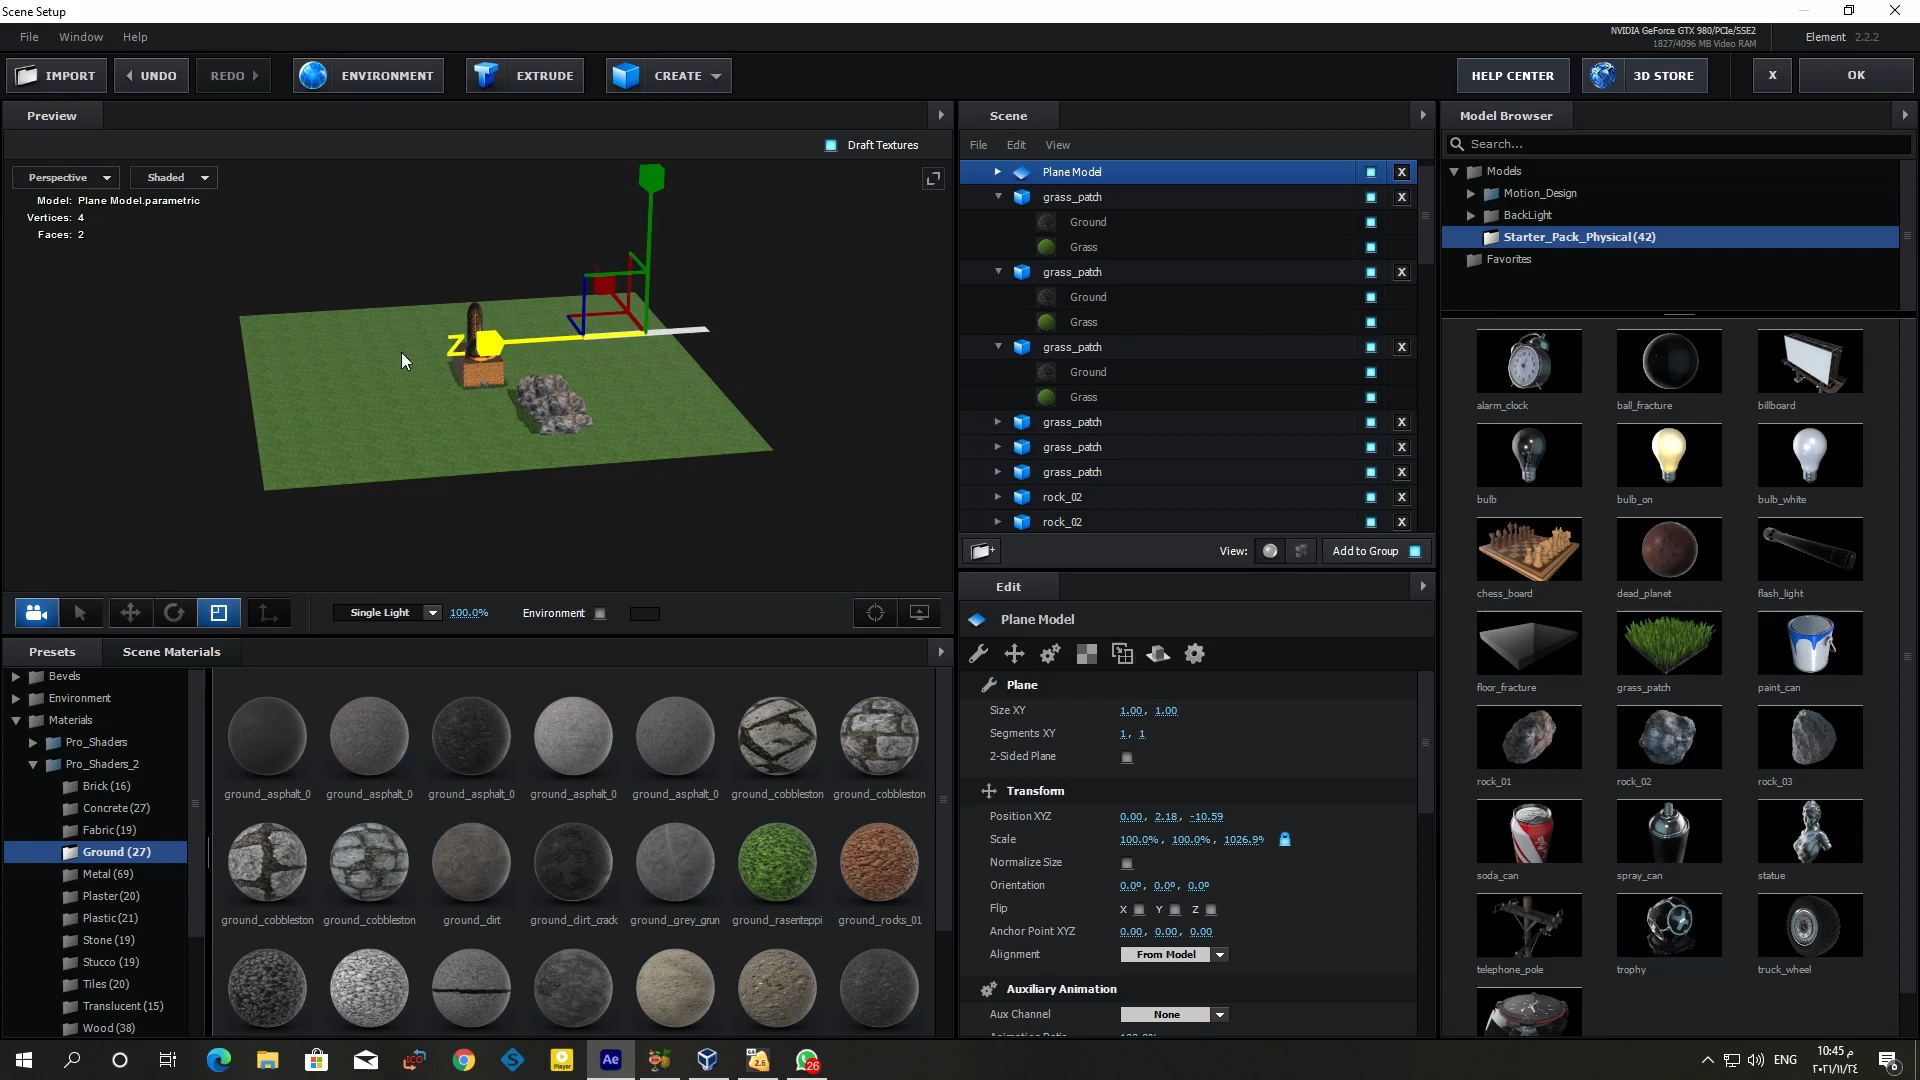 Scene Setup
File Window Help
NVIDIA GeForce GTX 980/PCIe/SSE2
1827/4096 MB Video RAM
Element 2.2.2
IMPORT UNDO REDO ENVIRONMENT EXTRUDE CREATE HELP CENTER 3D STORE X OK
Preview
Draft Textures
Perspective Shaded
Model: Plane Model.parametric
Vertices: 4
Faces: 2
Z
Single Light 100.0% Environment
Scene
File Edit View
Plane Model X
grass_patch X
Ground
Grass
grass_patch X
Ground
Grass
grass_patch X
Ground
Grass
grass_patch X
grass_patch X
grass_patch X
rock_02 X
rock_02 X
View: Add to Group
Edit
Plane Model
Plane
Size XY 1.00, 1.00
Segments XY 1, 1
2-Sided Plane
Transform
Position XYZ 0.00, 2.18, -10.59
Scale 100.0%, 100.0%, 1026.9%
Normalize Size
Orientation 0.0º, 0.0º, 0.0º
Flip X Y Z
Anchor Point XYZ 0.00, 0.00, 0.00
Alignment From Model
Auxiliary Animation
Aux Channel None
Model Browser
Search...
Models
Motion_Design
BackLight
Starter_Pack_Physical (42)
Favorites
alarm_clock ball_fracture billboard
bulb bulb_on bulb_white
chess_board dead_planet flash_light
floor_fracture grass_patch paint_can
rock_01 rock_02 rock_03
soda_can spray_can statue
telephone_pole trophy truck_wheel
Presets Scene Materials
Bevels
Environment
Materials
Pro_Shaders
Pro_Shaders_2
Brick (16)
Concrete (27)
Fabric (19)
Ground (27)
Metal (69)
Plaster (20)
Plastic (21)
Stone (19)
Stucco (19)
Tiles (20)
Translucent (15)
Wood (38)
ground_asphalt_0 ground_asphalt_0 ground_asphalt_0 ground_asphalt_0 ground_asphalt_0 ground_cobbleston ground_cobbleston
ground_cobbleston ground_cobbleston ground_dirt ground_dirt_crack ground_grey_grun ground_rasenteppi ground_rocks_01
ICO
S
Player
Ae
64
2.6
26
ENG
10:45 م
٢٠٢١/١١/٢٤